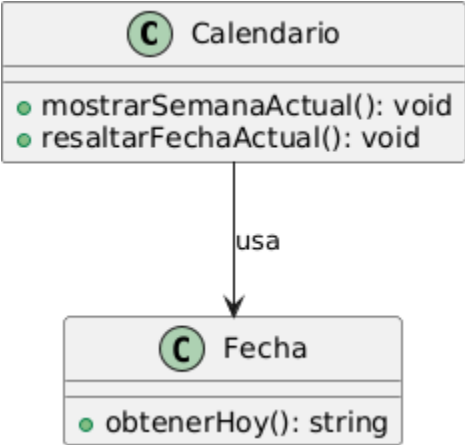 C Calendario
mostrarSemanaActual(): void
resaltarFechaActual(): void
usa
C Fecha
obtenerHoy(): string